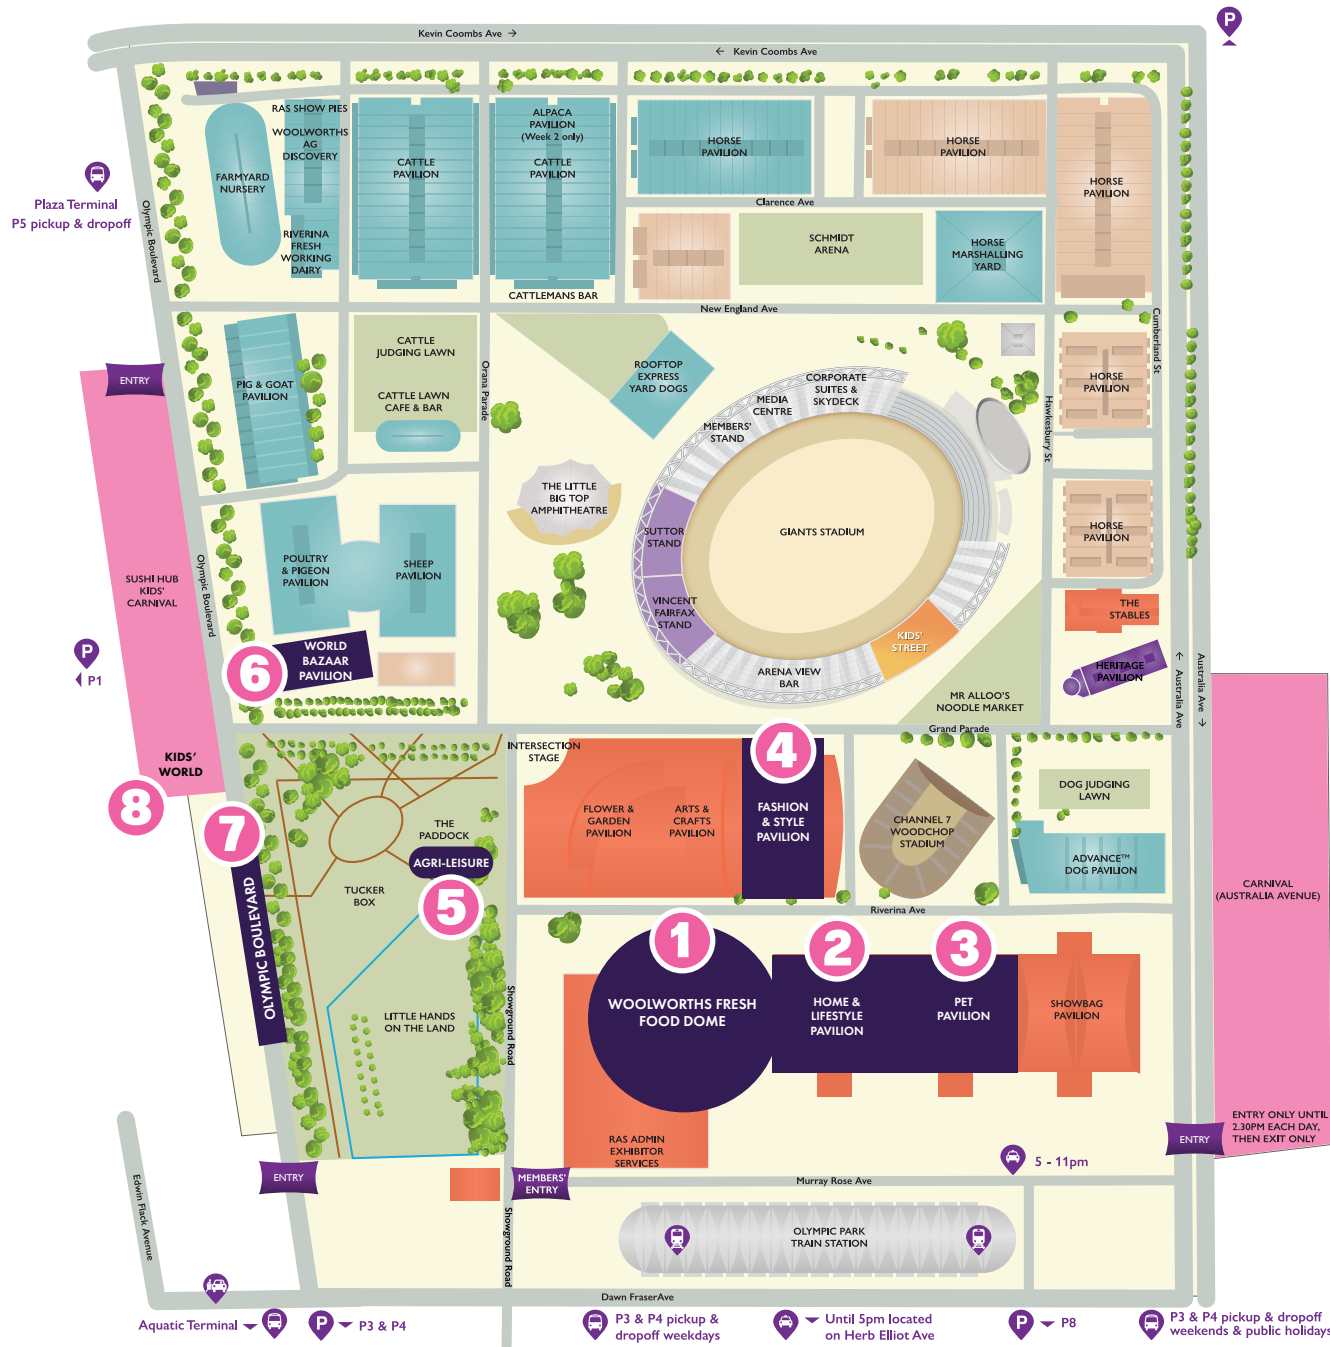 Kevin Coombs Ave →
← Kevin Coombs Ave
P
RAS SHOW PIES
WOOLWORTHS
AG
DISCOVERY
FARMYARD
NURSERY
RIVERINA
FRESH
WORKING
DAIRY
CATTLE
PAVILION
ALPACA
PAVILION
(Week 2 only)
CATTLE
PAVILION
CATTLEMANS BAR
HORSE
PAVILION
HORSE
PAVILION
HORSE
PAVILION
Clarence Ave
SCHMIDT
ARENA
HORSE
MARSHALLING
YARD
Plaza Terminal
P5 pickup & dropoff
Olympic Boulevard
New England Ave
Cumberland St
ENTRY
PIG & GOAT
PAVILION
CATTLE
JUDGING LAWN
CATTLE LAWN
CAFE & BAR
Orana Parade
ROOFTOP
EXPRESS
YARD DOGS
CORPORATE
SUITES &
SKYDECK
MEDIA
CENTRE
MEMBERS'
STAND
Hawkesbury St
HORSE
PAVILION
THE LITTLE
BIG TOP
AMPHITHEATRE
SUTTOR
STAND
GIANTS STADIUM
HORSE
PAVILION
SUSHI HUB
KIDS'
CARNIVAL
Olympic Boulevard
POULTRY
& PIGEON
PAVILION
SHEEP
PAVILION
VINCENT
FAIRFAX
STAND
KIDS'
STREET
THE
STABLES
P
P1
6
WORLD
BAZAAR
PAVILION
ARENA VIEW
BAR
HERITAGE
PAVILION
← Australia Ave
Australia Ave →
MR ALLOO'S
NOODLE MARKET
Grand Parade
KIDS'
WORLD
8
7
INTERSECTION
STAGE
4
FLOWER &
GARDEN
PAVILION
ARTS &
CRAFTS
PAVILION
FASHION
& STYLE
PAVILION
CHANNEL 7
WOODCHOP
STADIUM
DOG JUDGING
LAWN
ADVANCE™
DOG PAVILION
THE
PADDOCK
AGRI-LEISURE
5
TUCKER
BOX
OLYMPIC BOULEVARD
CARNIVAL
(AUSTRALIA AVENUE)
Riverina Ave
1
2
3
WOOLWORTHS FRESH
FOOD DOME
HOME &
LIFESTYLE
PAVILION
PET
PAVILION
SHOWBAG
PAVILION
LITTLE HANDS
ON THE LAND
Showground Road
RAS ADMIN
EXHIBITOR
SERVICES
ENTRY ONLY UNTIL
2.30PM EACH DAY,
THEN EXIT ONLY
ENTRY
ENTRY
MEMBERS'
ENTRY
5 - 11pm
Murray Rose Ave
Edwin Flack Avenue
Showground Road
OLYMPIC PARK
TRAIN STATION
Dawn FraserAve
Aquatic Terminal
P
P3 & P4
P3 & P4 pickup &
dropoff weekdays
Until 5pm located
on Herb Elliot Ave
P
P8
P3 & P4 pickup & dropoff
weekends & public holidays